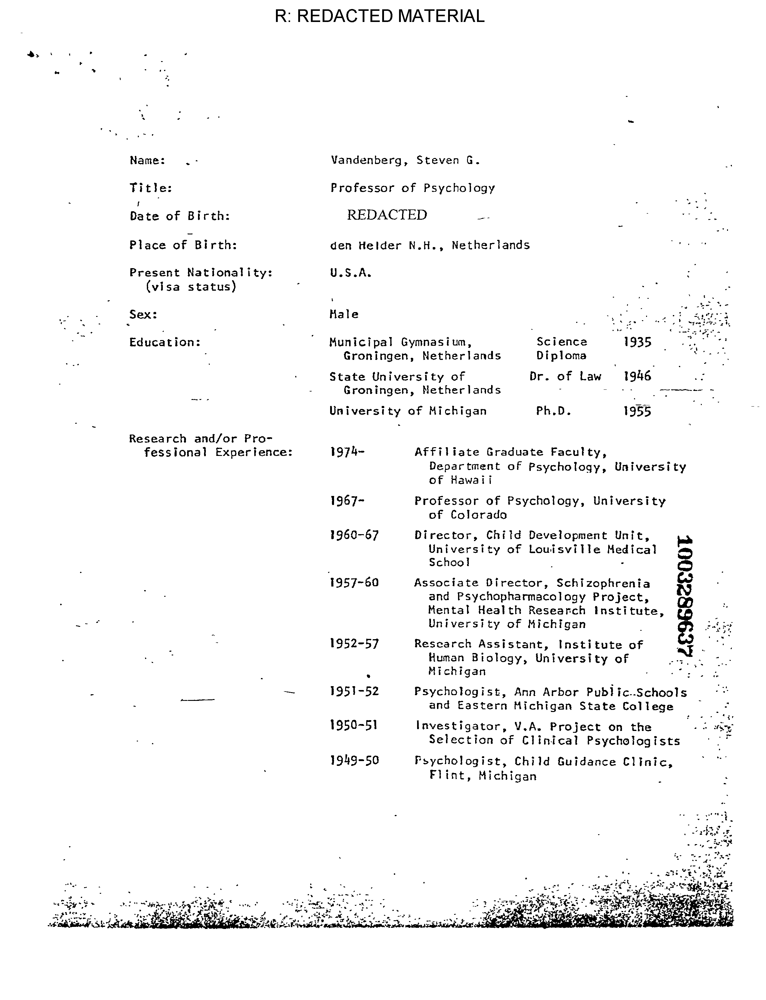 R: REDACTED MATERIAL
Name: Vandenberg, Steven G.
Title: Professor of Psychology
Date of Birth: REDACTED
Place of Birth: den Helder N.H., Netherlands
Present Nationality: U.S.A.
(visa status)
Sex: Male
Education: Municipal Gymnasium, Science 1935
Groningen, Netherlands Diploma
State University of Dr. of Law 1946
Groningen, Netherlands
University of Michigan Ph.D. 1955
Research and/or Pro-
fessional Experience: 1974- Affiliate Graduate Faculty,
Department of Psychology, University
of Hawaii
1967- Professor of Psychology, University
of Colorado
1960-67 Director, Child Development Unit,
University of Louisville Medical
School
1957-60 Associate Director, Schizophrenia
and Psychopharmacology Project,
Mental Health Research Institute,
University of Michigan
1952-57 Research Assistant, Institute of
Human Biology, University of
Michigan
1951-52 Psychologist, Ann Arbor Public Schools
and Eastern Michigan State College
1950-51 Investigator, V.A. Project on the
Selection of Clinical Psychologists
1949-50 Psychologist, Child Guidance Clinic,
Flint, Michigan
1003289637